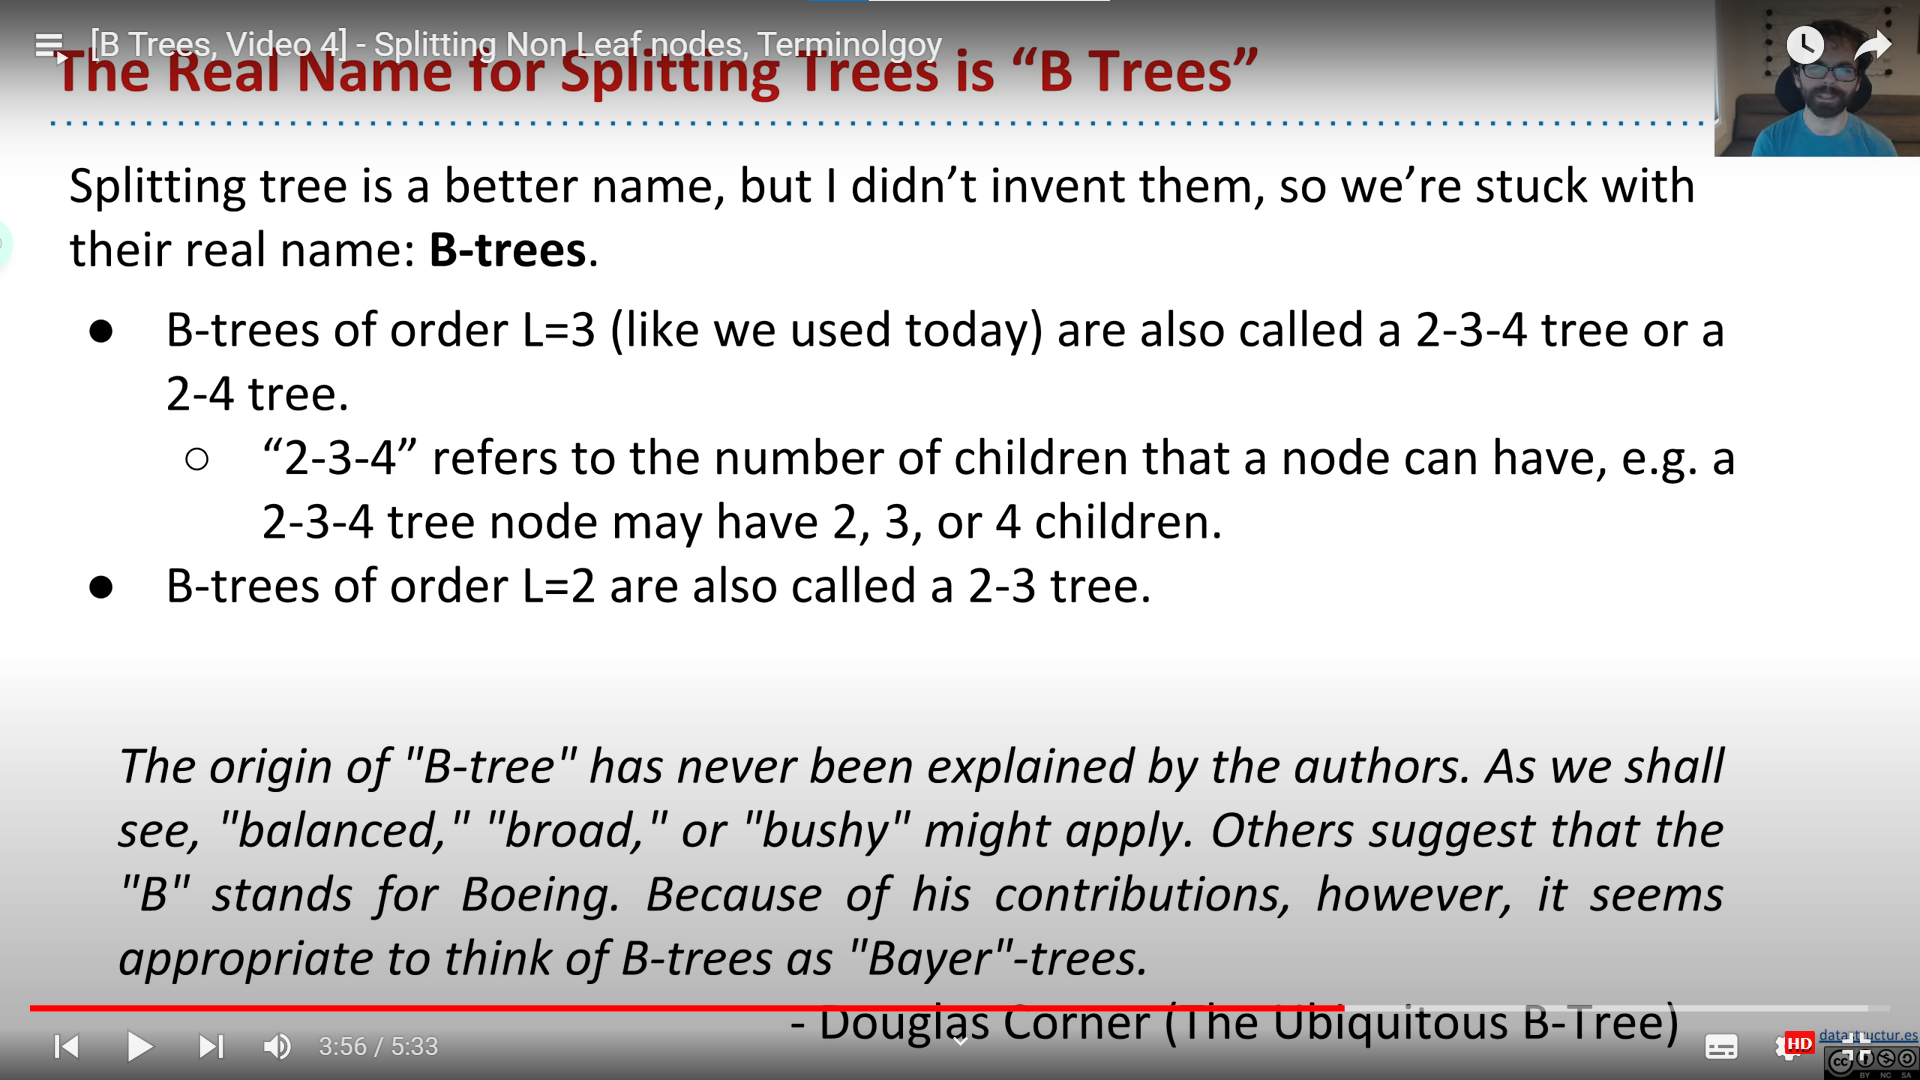 [B Trees, Video 4] - Splitting Non Leaf nodes, Terminolgoy
The Real Name for Splitting Trees is “B Trees”
Splitting tree is a better name, but I didn’t invent them, so we’re stuck with
their real name: B-trees.
● B-trees of order L=3 (like we used today) are also called a 2-3-4 tree or a
2-4 tree.
○ “2-3-4” refers to the number of children that a node can have, e.g. a
2-3-4 tree node may have 2, 3, or 4 children.
● B-trees of order L=2 are also called a 2-3 tree.
The origin of "B-tree" has never been explained by the authors. As we shall
see, "balanced," "broad," or "bushy" might apply. Others suggest that the
"B" stands for Boeing. Because of his contributions, however, it seems
appropriate to think of B-trees as "Bayer"-trees.
- Douglas Corner (The Ubiquitous B-Tree)
3:56 / 5:33
HD
datastructur.es
cc
BY NC SA